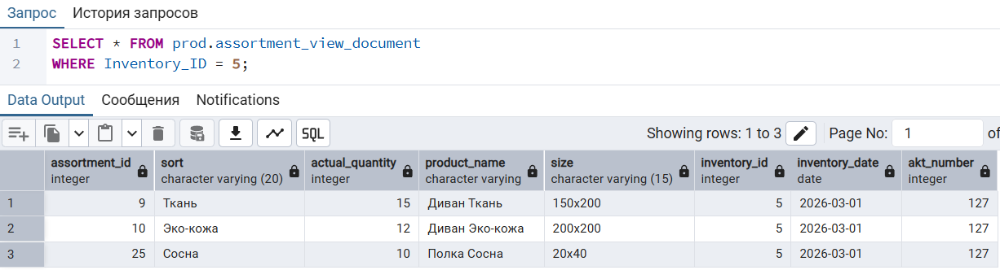 Запрос История запросов
1 SELECT * FROM prod.assortment_view_document
2 WHERE Inventory_ID = 5;
Data Output Сообщения Notifications
SQL Showing rows: 1 to 3 Page No: 1 of
assortment_id sort actual_quantity product_name size inventory_id inventory_date akt_number
integer character varying (20) integer character varying character varying (15) integer date integer
1 9 Ткань 15 Диван Ткань 150x200 5 2026-03-01 127
2 10 Эко-кожа 12 Диван Эко-кожа 200x200 5 2026-03-01 127
3 25 Сосна 10 Полка Сосна 20x40 5 2026-03-01 127